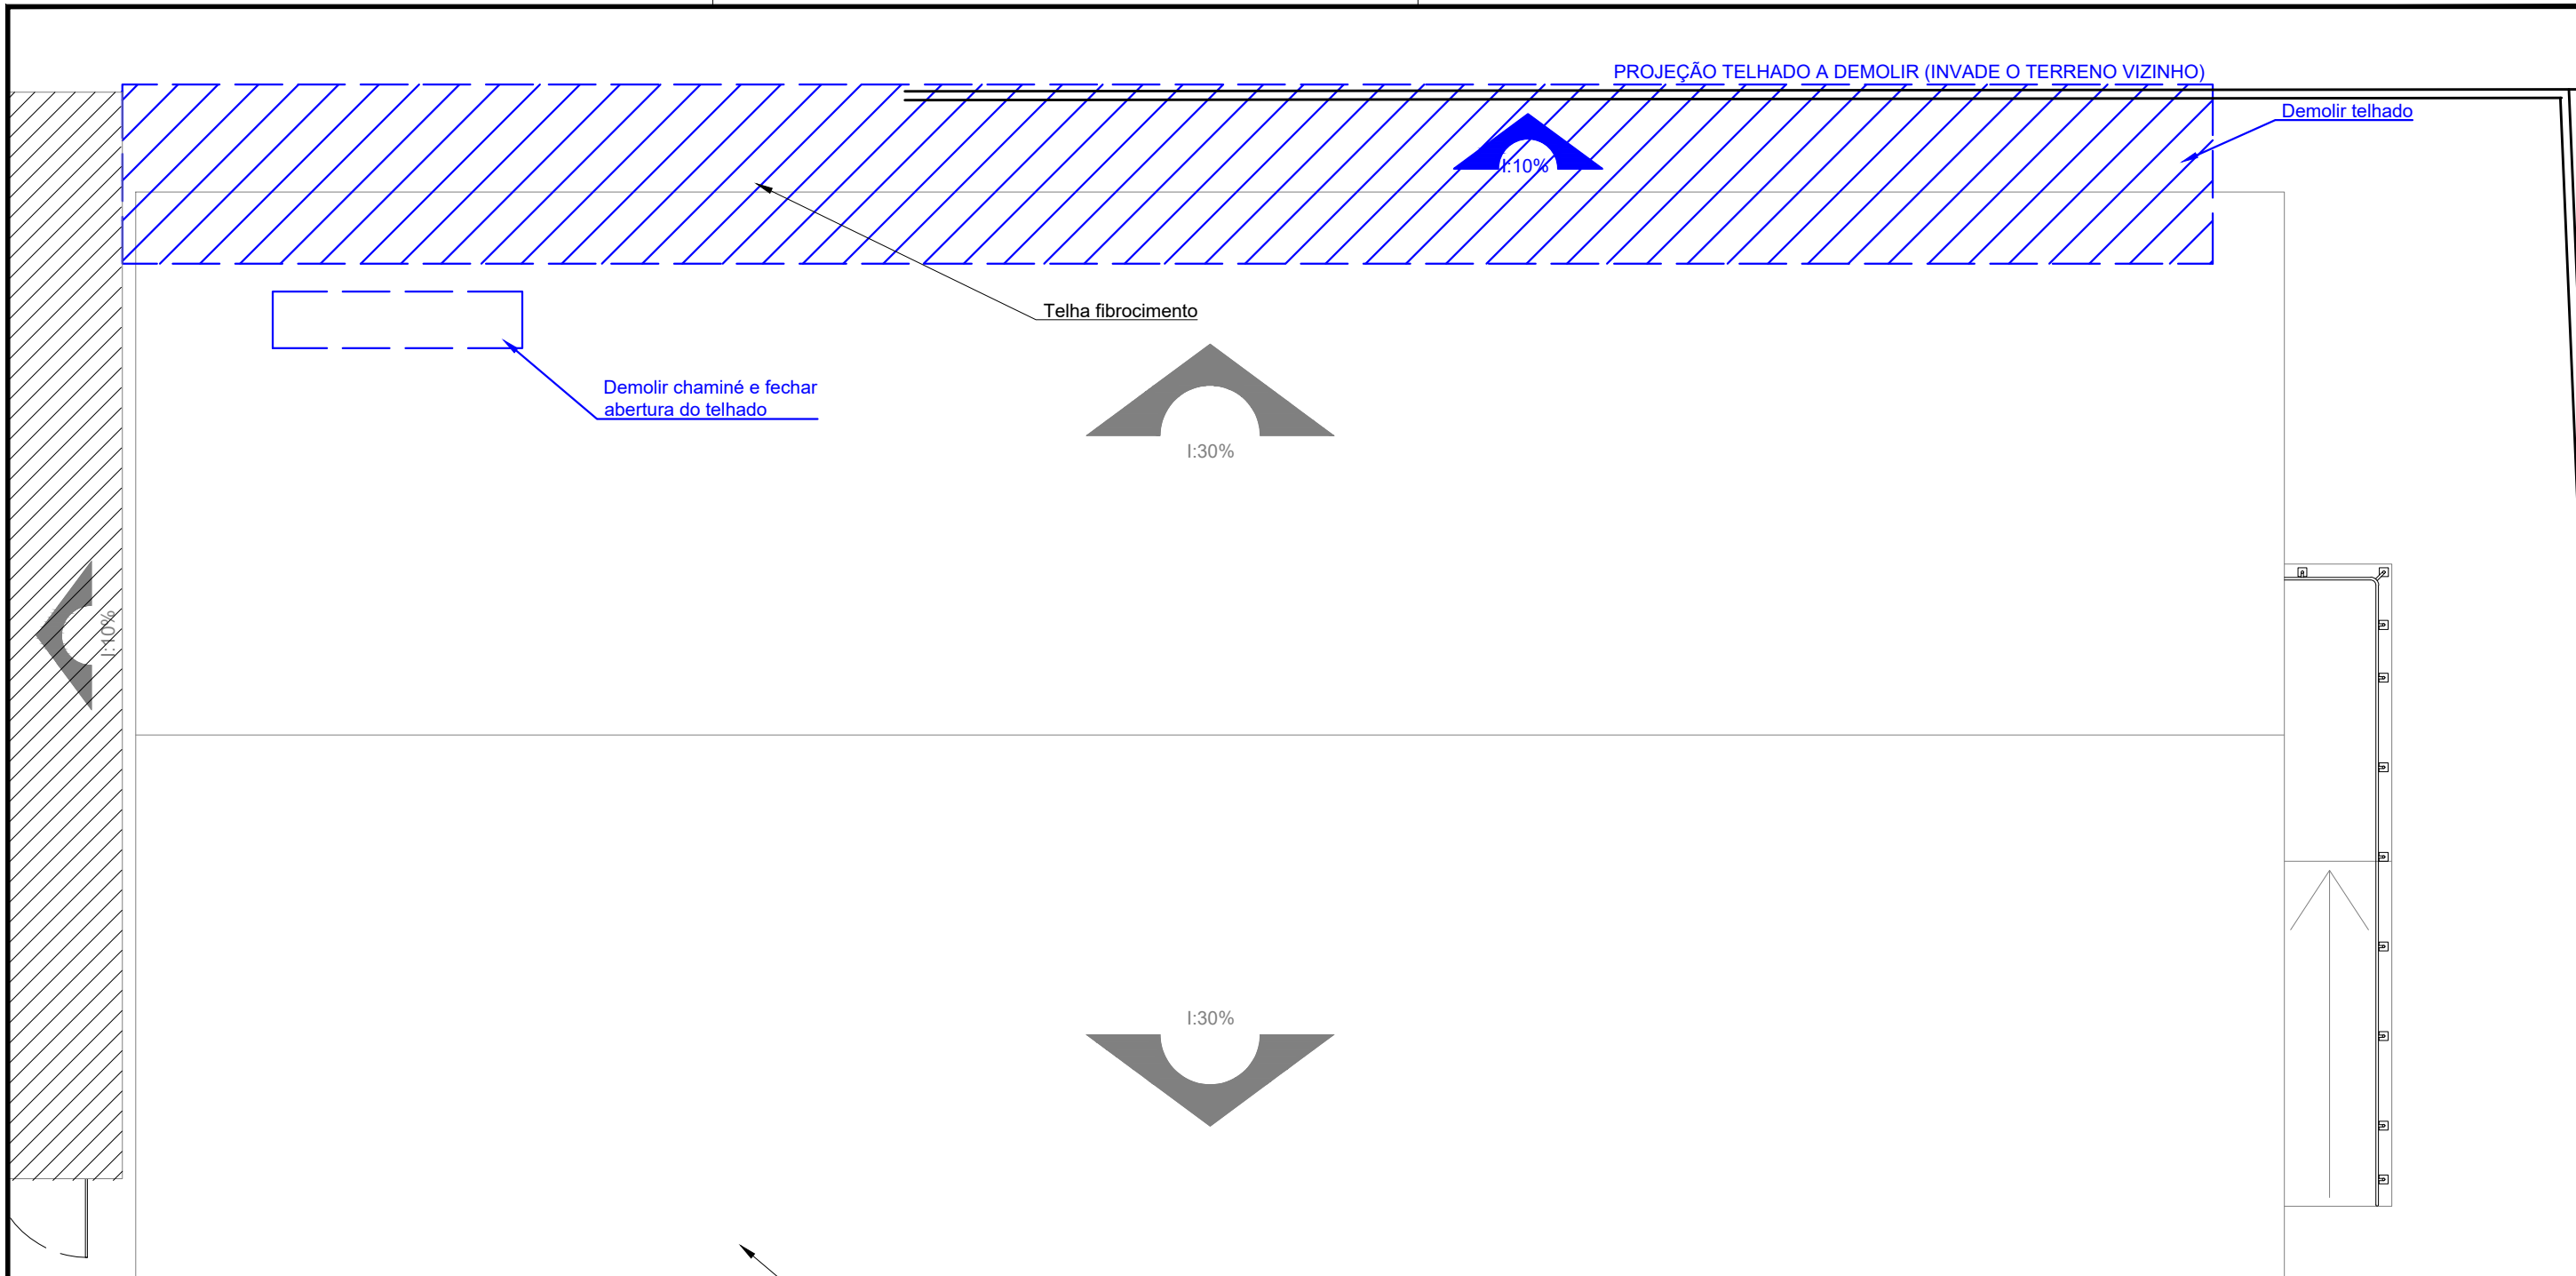 PROJEÇÃO TELHADO A DEMOLIR (INVADE O TERRENO VIZINHO)
Demolir telhado
I:10%
Telha fibrocimento
Demolir chaminé e fechar
abertura do telhado
I:30%
I:10%
I:30%